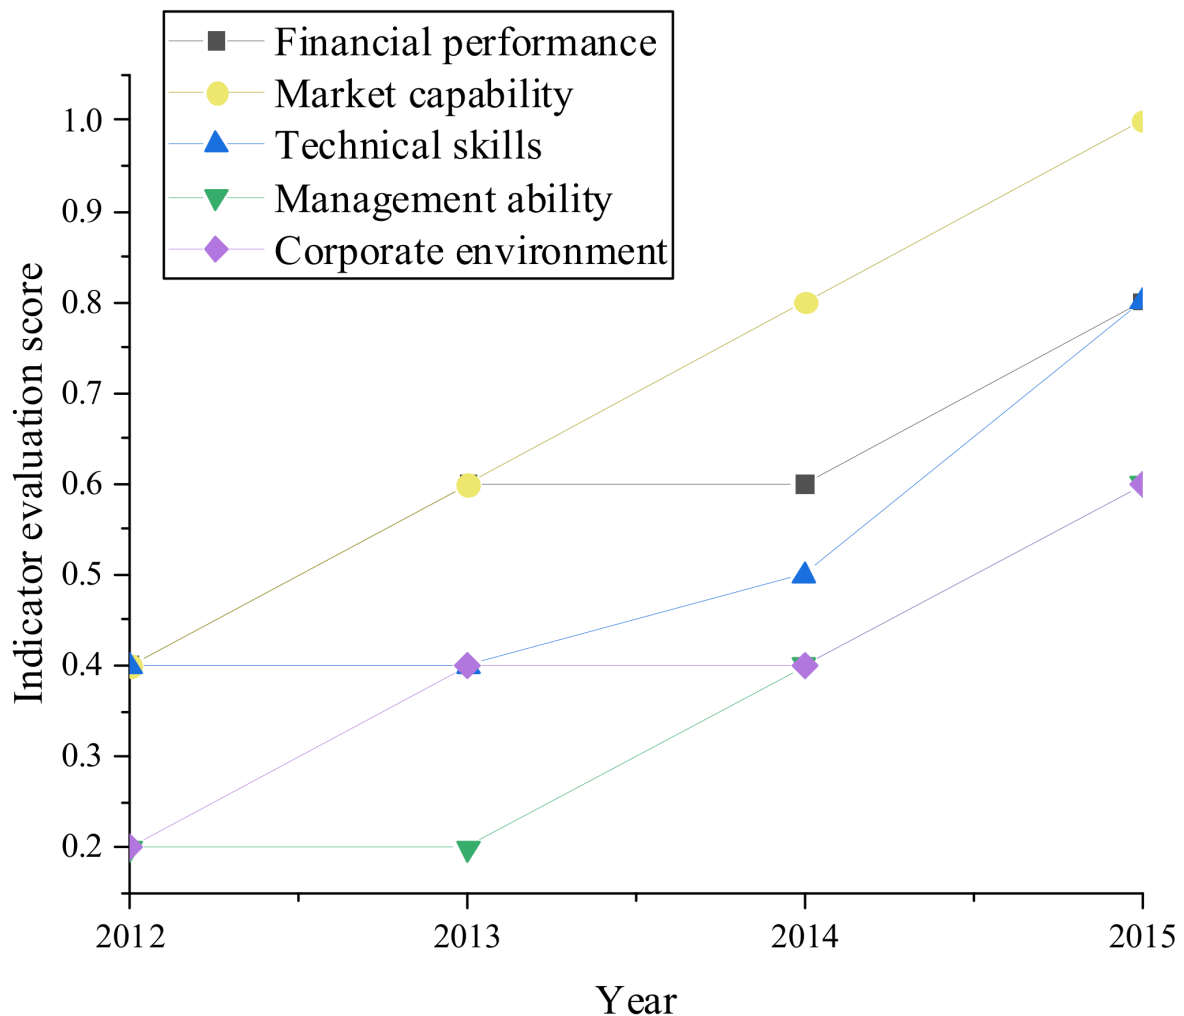 Financial performance
Market capability
Technical skills
Management ability
Corporate environment
1.0
0.9
0.8
0.7
0.6
0.5
0.4
0.3
0.2
Indicator evaluation score
2012
2013
2014
2015
Year